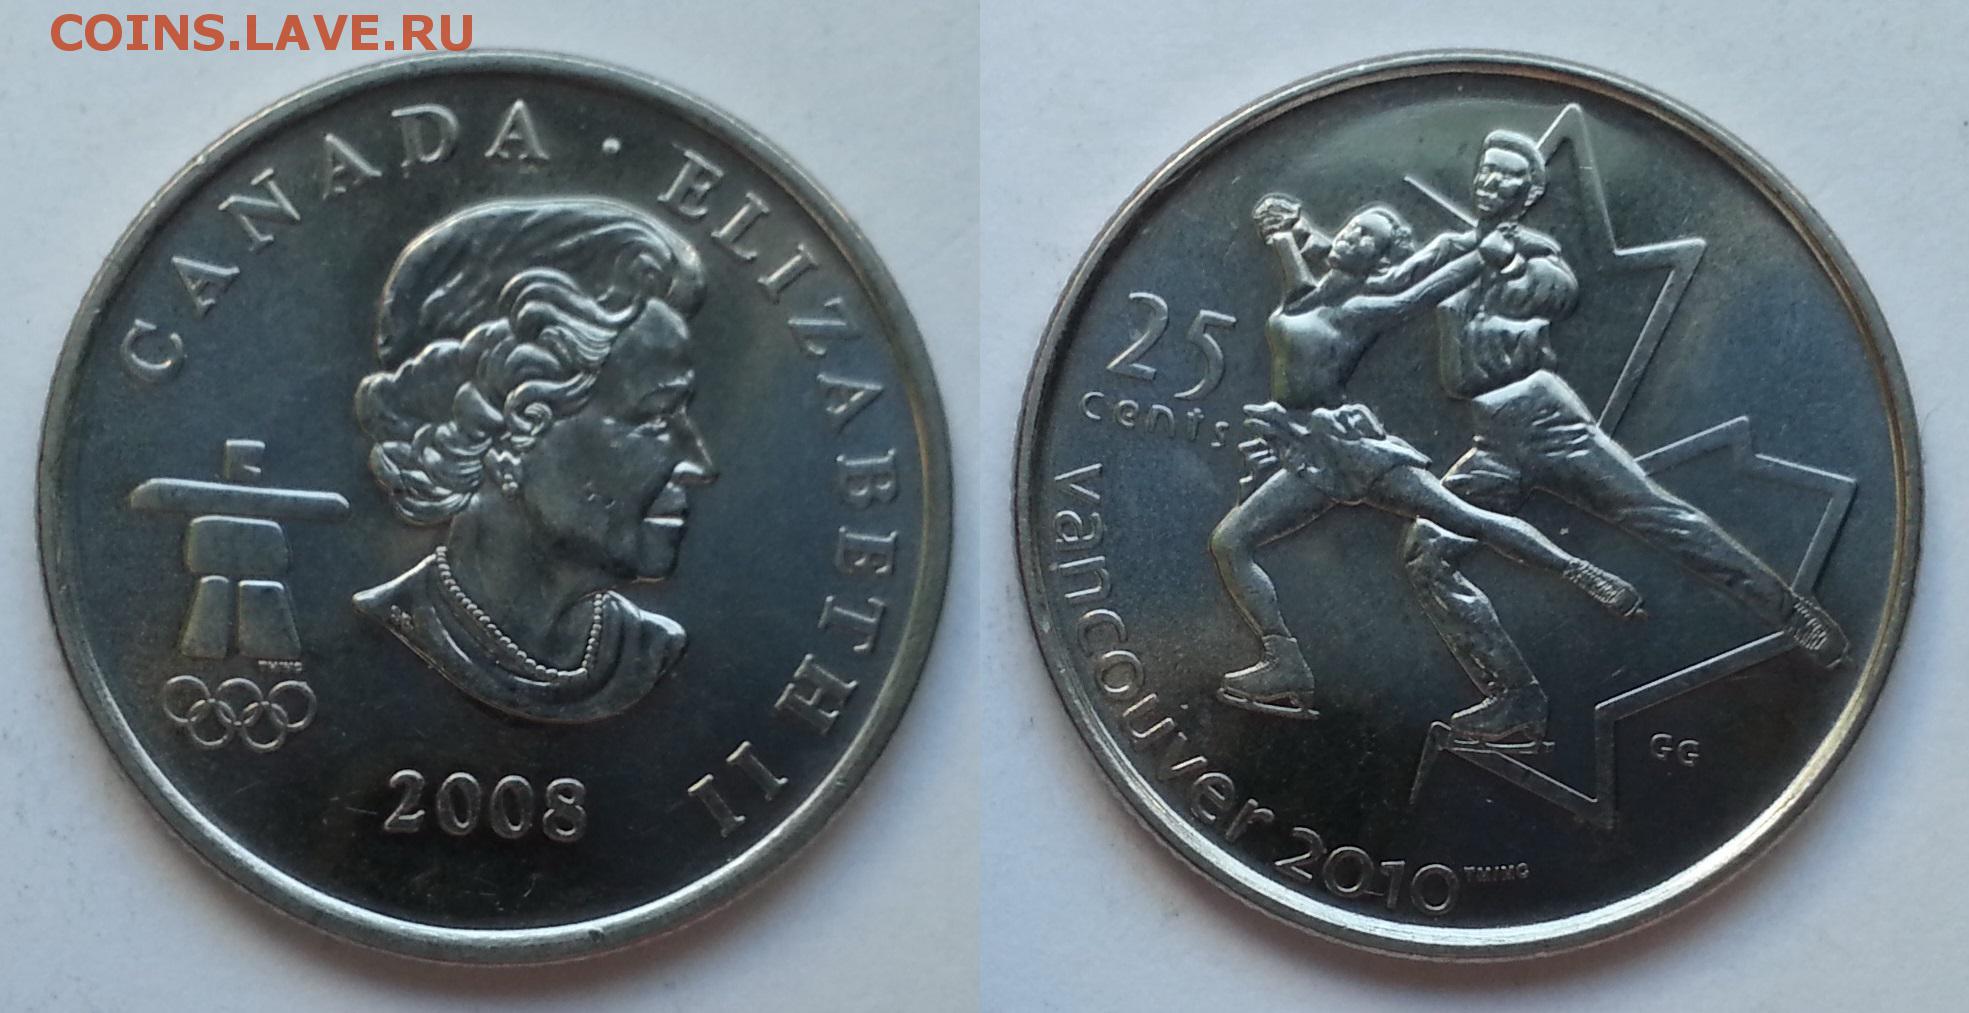 COINS.LAVE.RU
CANADA · ELIZABETH II
2008
25
cents
vancouver 2010
GG